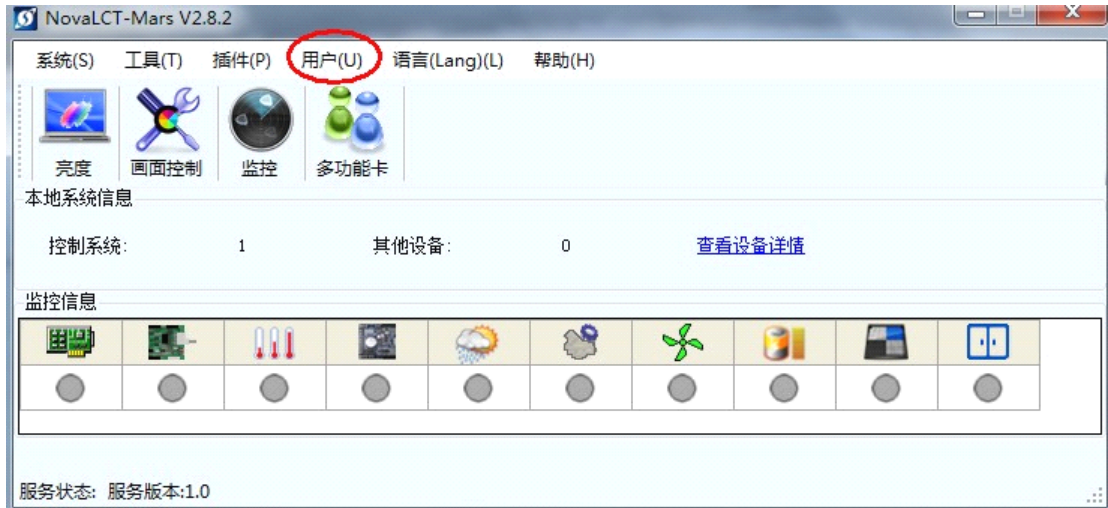 NovaLCT-Mars V2.8.2
系统(S) 工具(T) 插件(P) 用户(U) 语言(Lang)(L) 帮助(H)
亮度 画面控制 监控 多功能卡
本地系统信息
控制系统: 1 其他设备: 0 查看设备详情
监控信息
服务状态: 服务版本:1.0